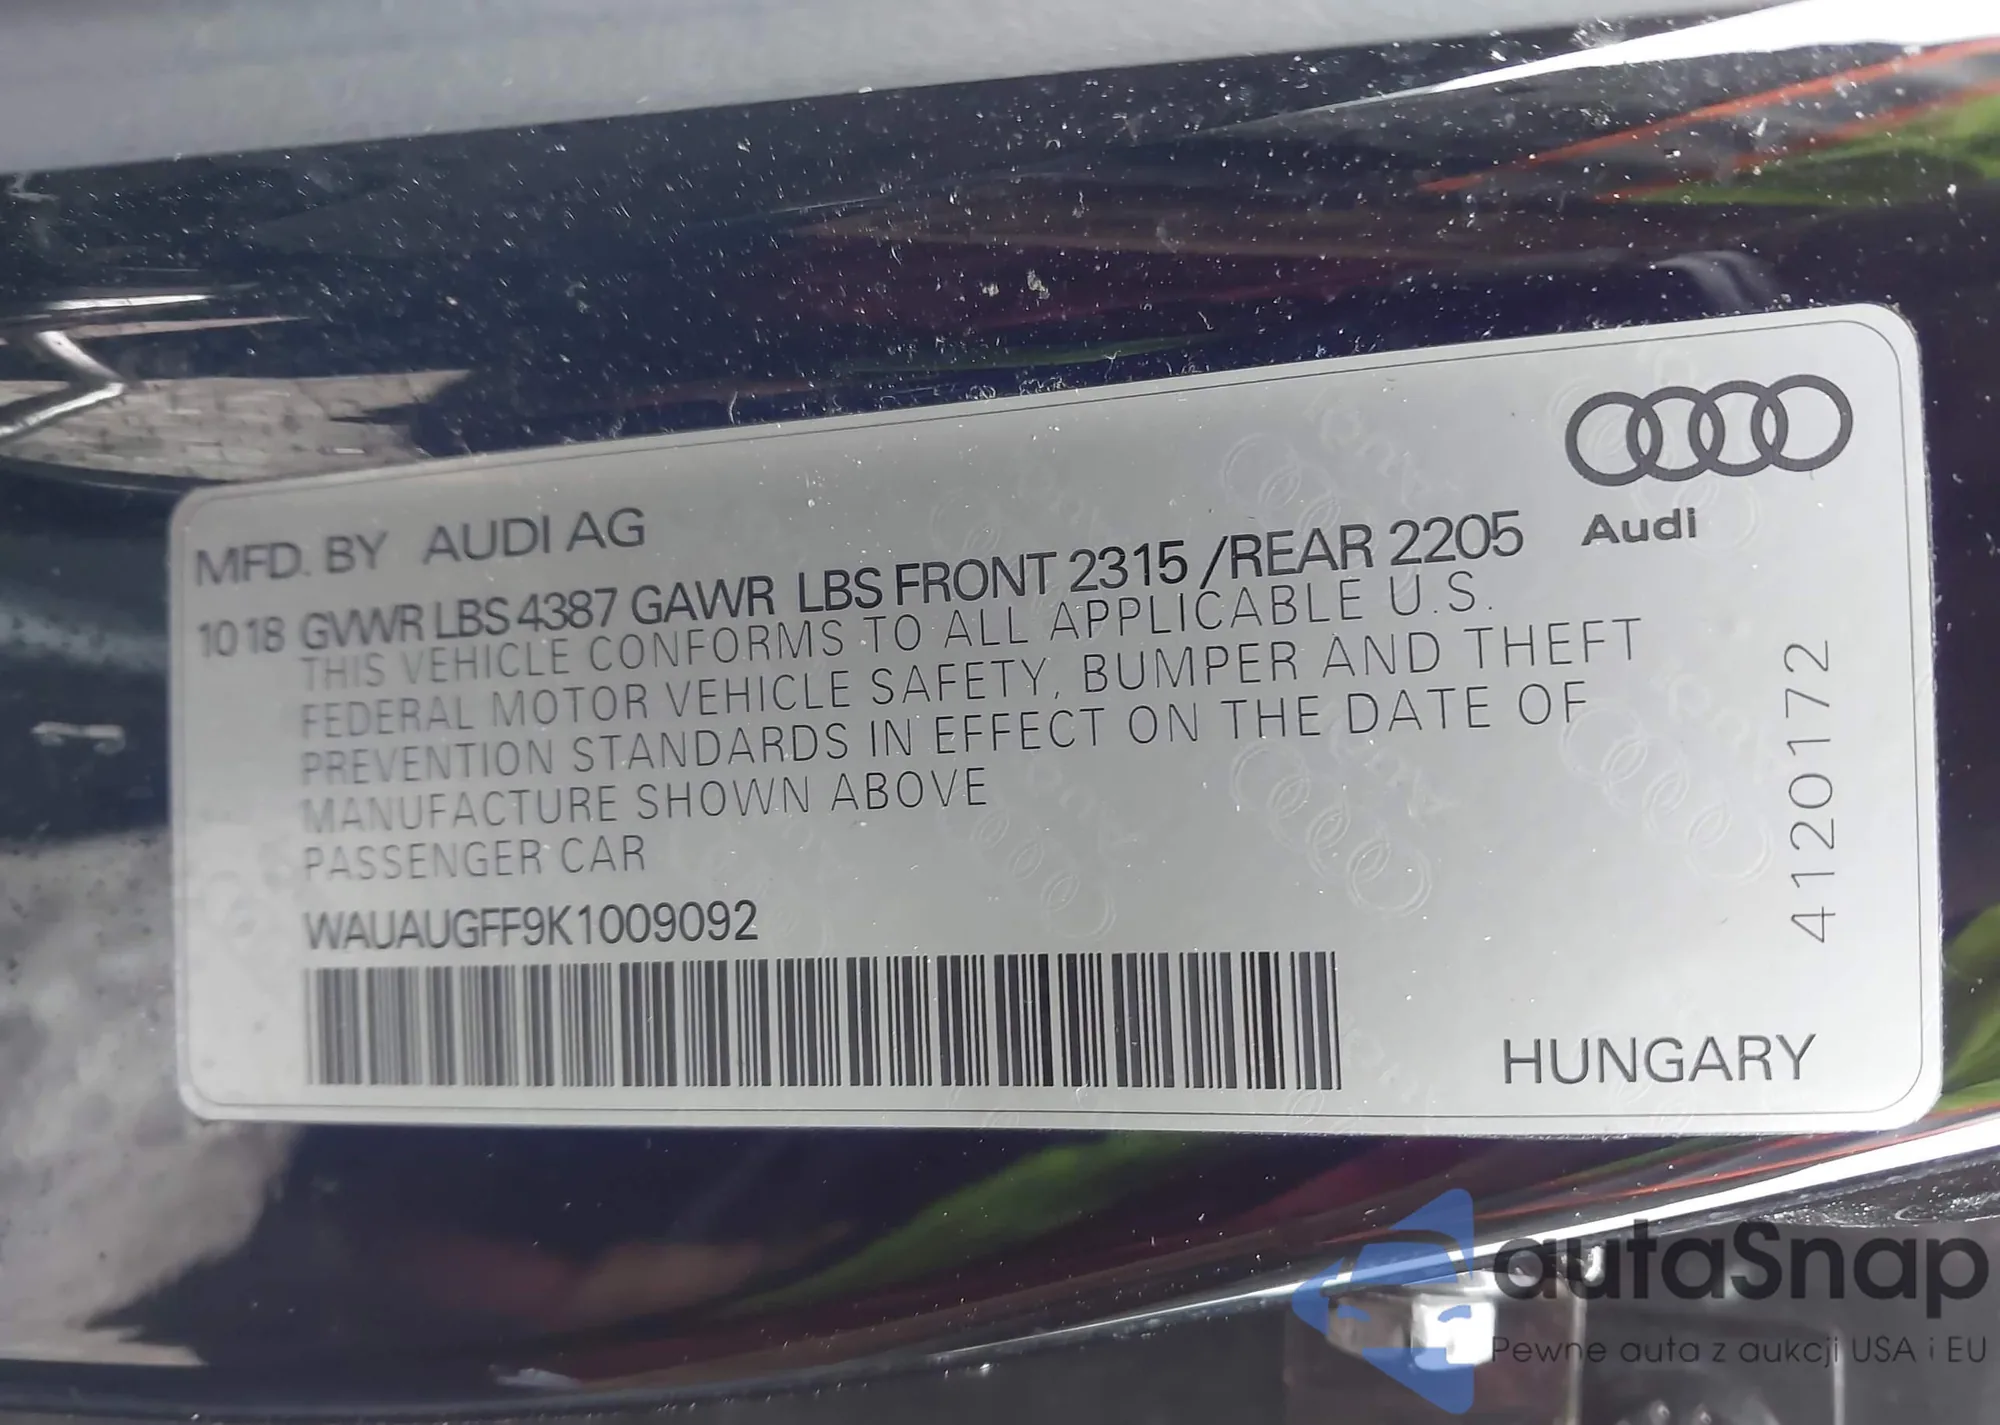 MFD. BY AUDI AG
Audi
1018 GVWR LBS 4387 GAWR LBS FRONT 2315 /REAR 2205
THIS VEHICLE CONFORMS TO ALL APPLICABLE U.S.
FEDERAL MOTOR VEHICLE SAFETY, BUMPER AND THEFT
PREVENTION STANDARDS IN EFFECT ON THE DATE OF
MANUFACTURE SHOWN ABOVE
PASSENGER CAR
WAUAUGFF9K1009092
4120172
HUNGARY
autaSnap
Pewne auta z aukcji USA i EU